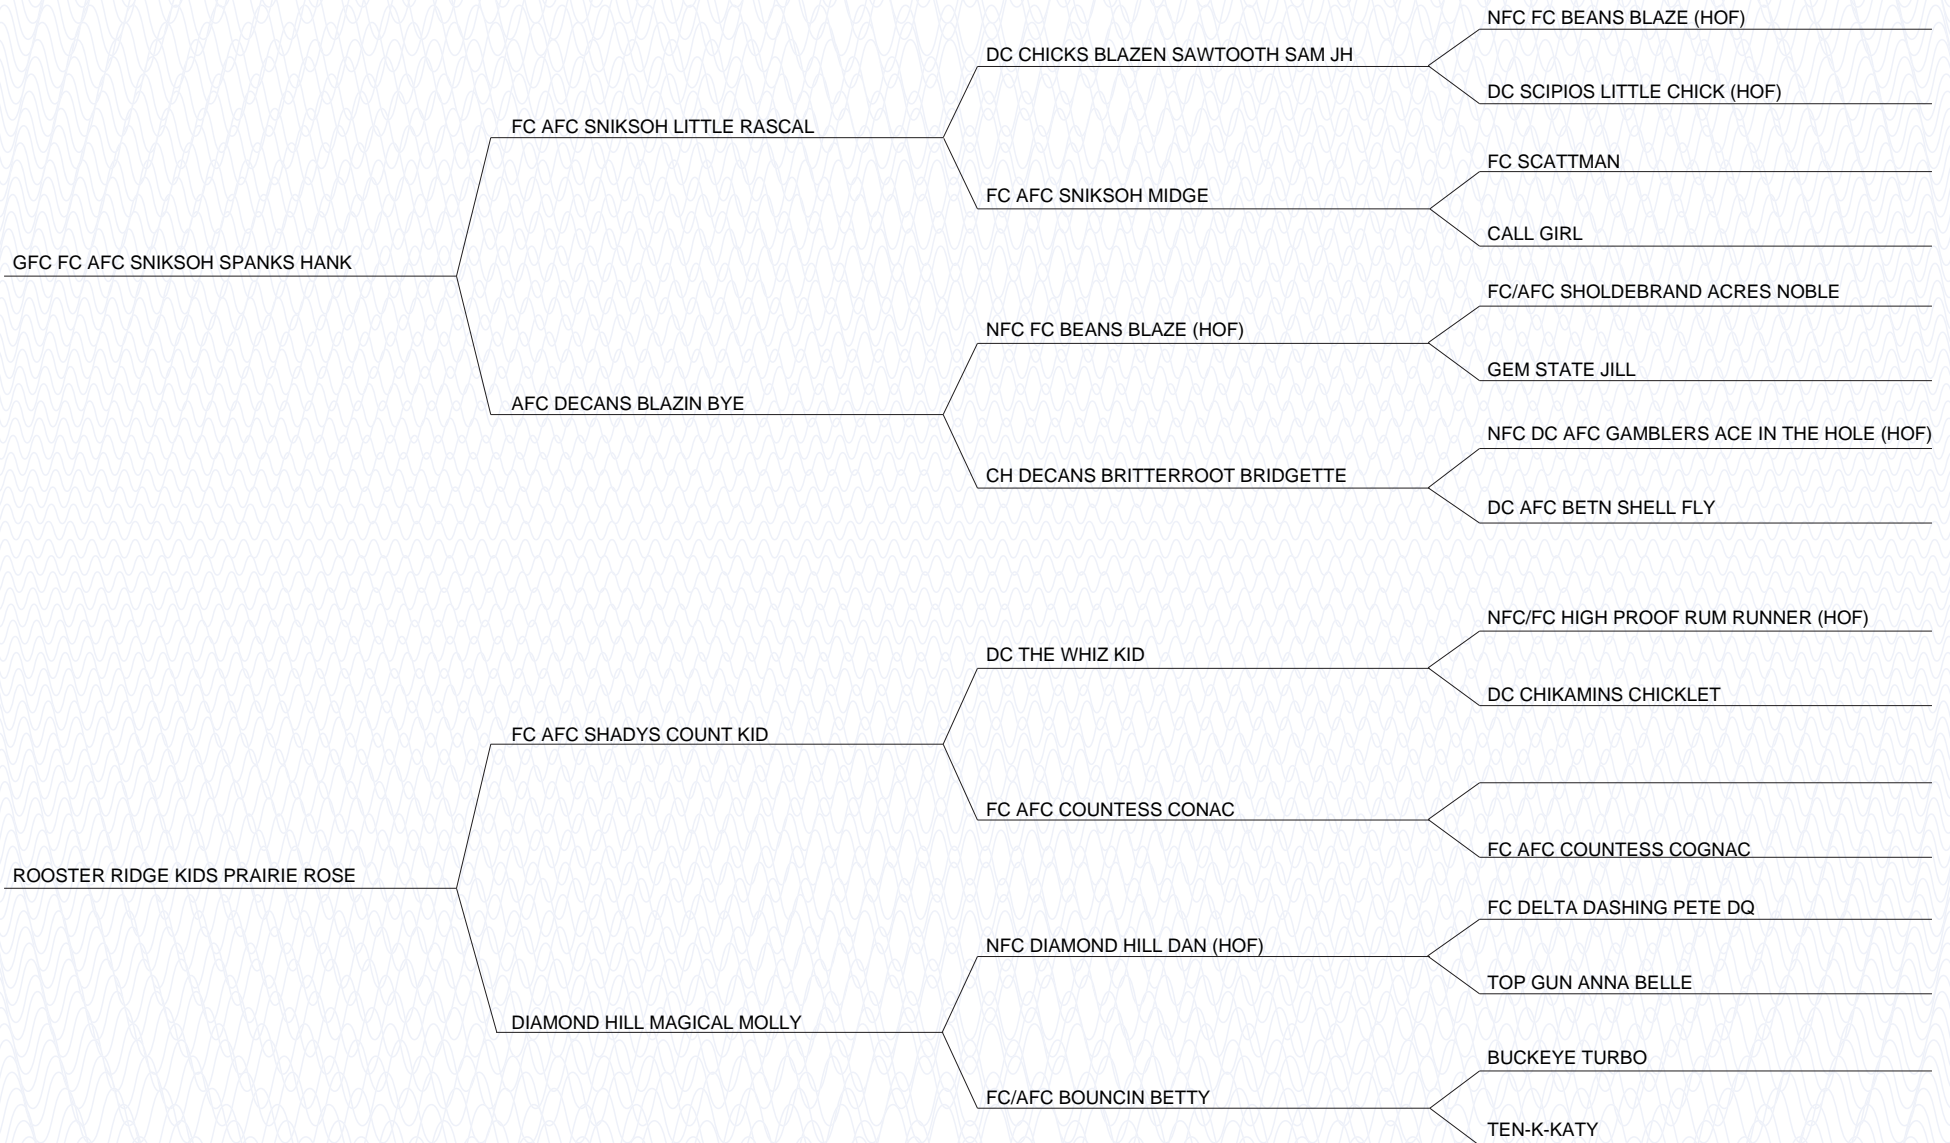 NFC FC BEANS BLAZE (HOF)
DC CHICKS BLAZEN SAWTOOTH SAM JH
DC SCIPIOS LITTLE CHICK (HOF)
FC AFC SNIKSOH LITTLE RASCAL
FC SCATTMAN
FC AFC SNIKSOH MIDGE
CALL GIRL
GFC FC AFC SNIKSOH SPANKS HANK
FC/AFC SHOLDEBRAND ACRES NOBLE
NFC FC BEANS BLAZE (HOF)
GEM STATE JILL
AFC DECANS BLAZIN BYE
NFC DC AFC GAMBLERS ACE IN THE HOLE (HOF)
CH DECANS BRITTERROOT BRIDGETTE
DC AFC BETN SHELL FLY
NFC/FC HIGH PROOF RUM RUNNER (HOF)
DC THE WHIZ KID
DC CHIKAMINS CHICKLET
FC AFC SHADYS COUNT KID
FC AFC COUNTESS CONAC
FC AFC COUNTESS COGNAC
ROOSTER RIDGE KIDS PRAIRIE ROSE
FC DELTA DASHING PETE DQ
NFC DIAMOND HILL DAN (HOF)
TOP GUN ANNA BELLE
DIAMOND HILL MAGICAL MOLLY
BUCKEYE TURBO
FC/AFC BOUNCIN BETTY
TEN-K-KATY